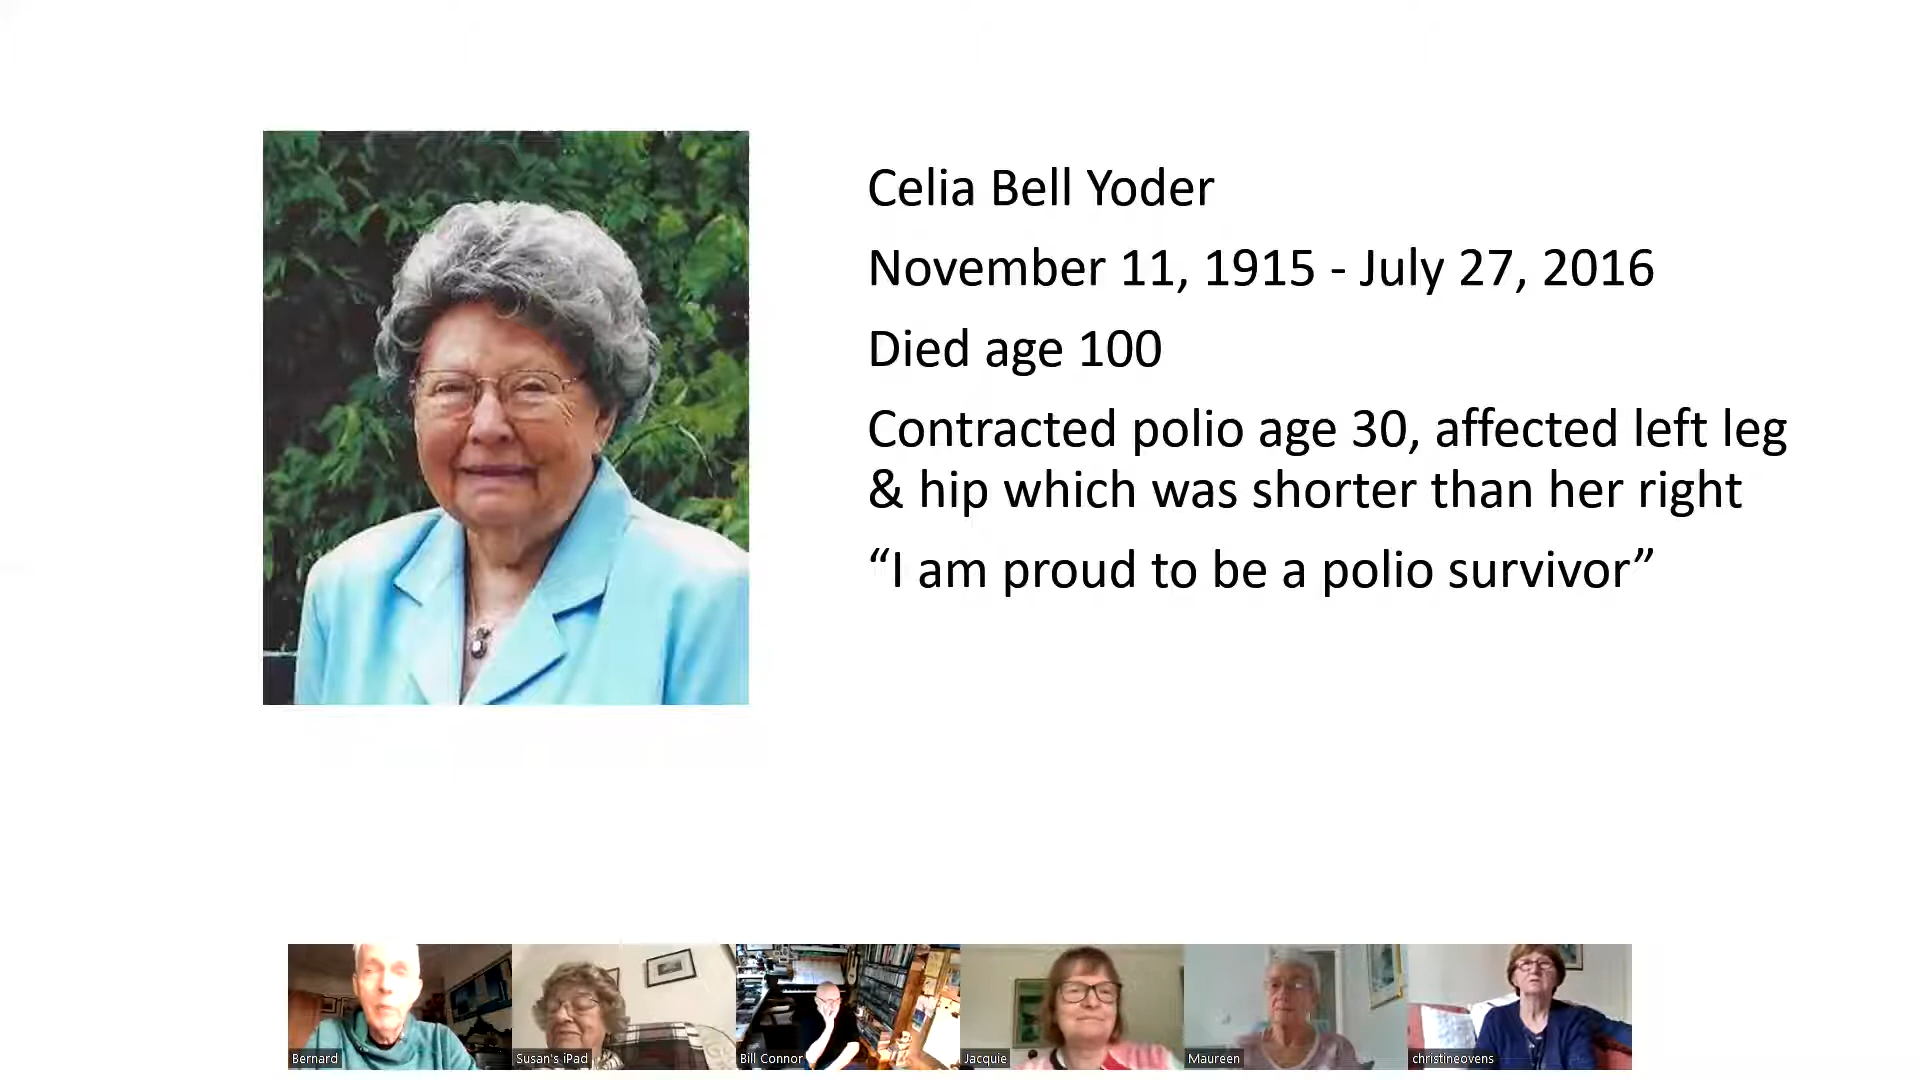 Celia Bell Yoder
November 11, 1915 - July 27, 2016
Died age 100
Contracted polio age 30, affected left leg
& hip which was shorter than her right
“I am proud to be a polio survivor”
Bernard
Susan's iPad
Bill Connor
Jacquie
Maureen
christineovens